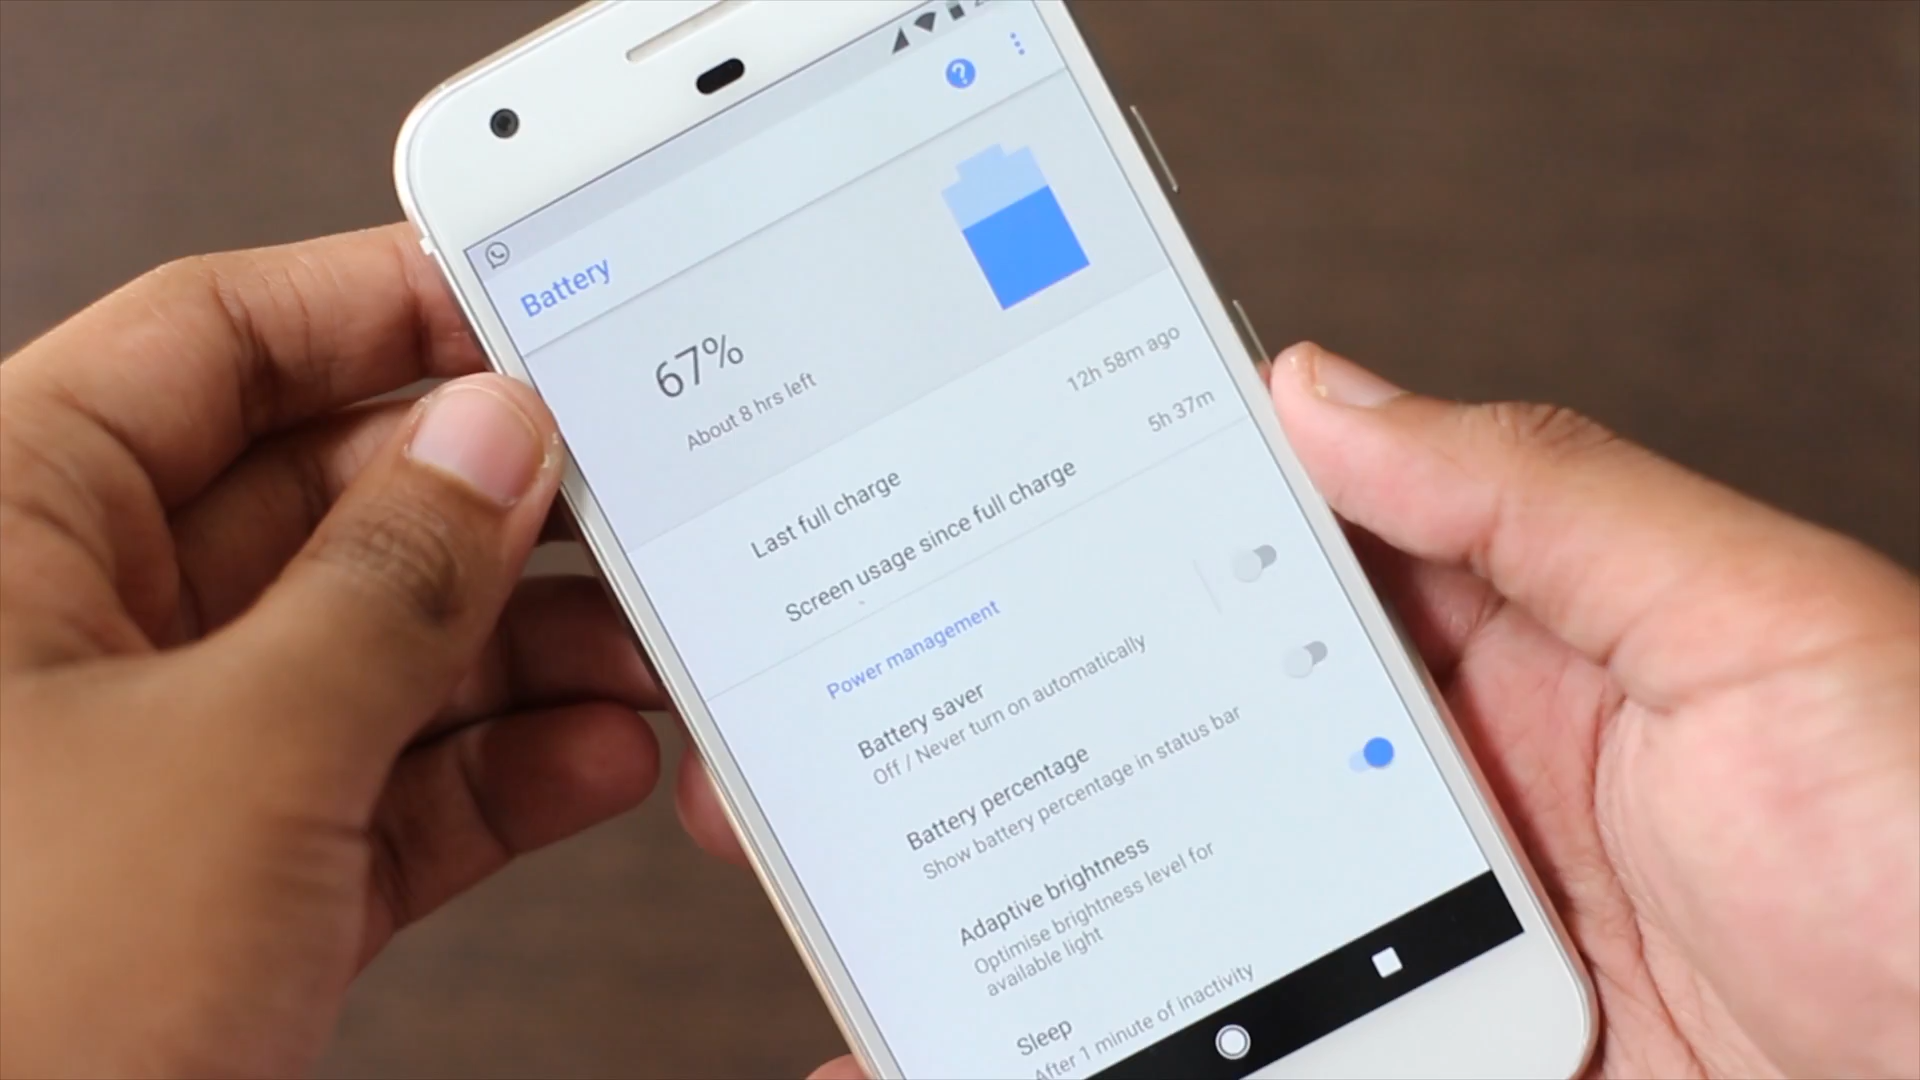 Battery
67%
About 8 hrs left
Last full charge
12h 58m ago
Screen usage since full charge
5h 37m
Power management
Battery saver
Off / Never turn on automatically
Battery percentage
Show battery percentage in status bar
Adaptive brightness
Optimise brightness level for
available light
Sleep
After 1 minute of inactivity